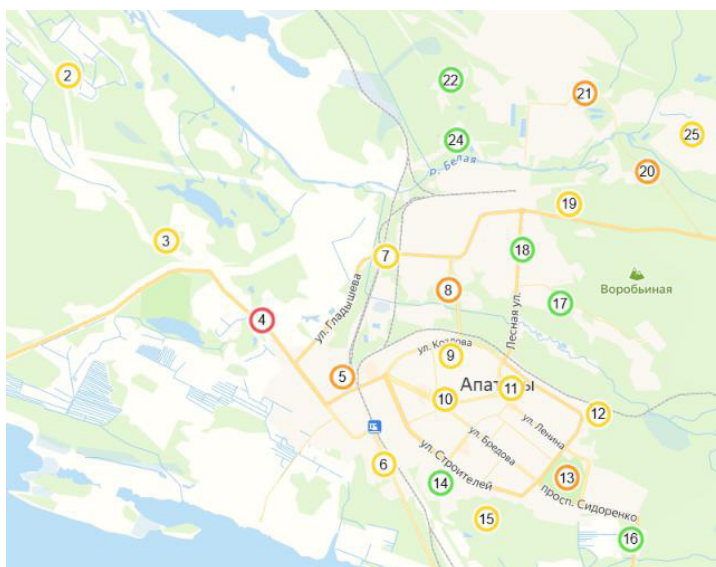 2
22
21
24
25
р. Белая
20
19
3
18
7
8
Воробьиная
17
4
ул. Гладышева
Лесная ул.
ул. Козлова
9
5
Апатиты
11
10
12
ул. Ленина
ул. Бредова
6
ул. Строителей
13
14
просп. Сидоренко
15
16